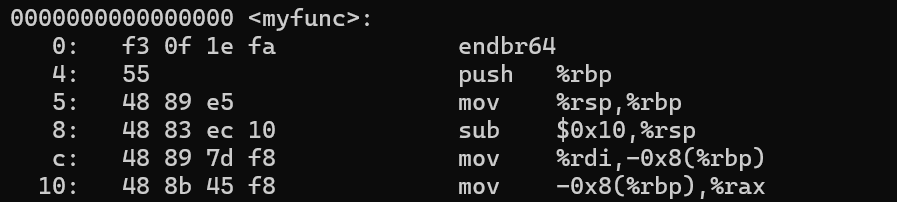 0000000000000000 <myfunc>:
0: f3 0f 1e fa endbr64
4: 55 push %rbp
5: 48 89 e5 mov %rsp,%rbp
8: 48 83 ec 10 sub $0x10,%rsp
c: 48 89 7d f8 mov %rdi,-0x8(%rbp)
10: 48 8b 45 f8 mov -0x8(%rbp),%rax